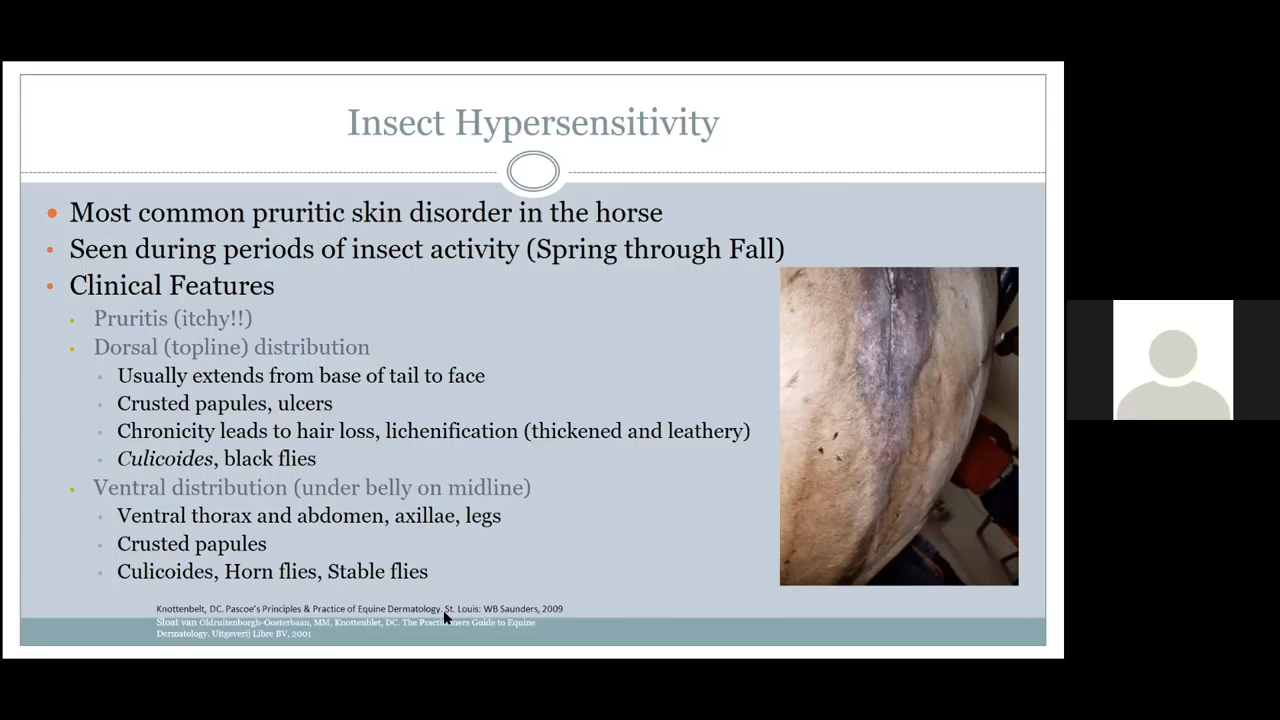 Insect Hypersensitivity
• Most common pruritic skin disorder in the horse
• Seen during periods of insect activity (Spring through Fall)
• Clinical Features
• Pruritis (itchy!!)
• Dorsal (topline) distribution
• Usually extends from base of tail to face
• Crusted papules, ulcers
• Chronicity leads to hair loss, lichenification (thickened and leathery)
• Culicoides, black flies
• Ventral distribution (under belly on midline)
• Ventral thorax and abdomen, axillae, legs
• Crusted papules
• Culicoides, Horn flies, Stable flies
Knottenbelt, DC. Pascoe's Principles & Practice of Equine Dermatology. St. Louis: WB Saunders, 2009
Sloat van Oldruitenborgh-Oosterbaan, MM, Knottenblet, DC. The Practitioners Guide to Equine
Dermatology. Uitgeverij Libre BV, 2001